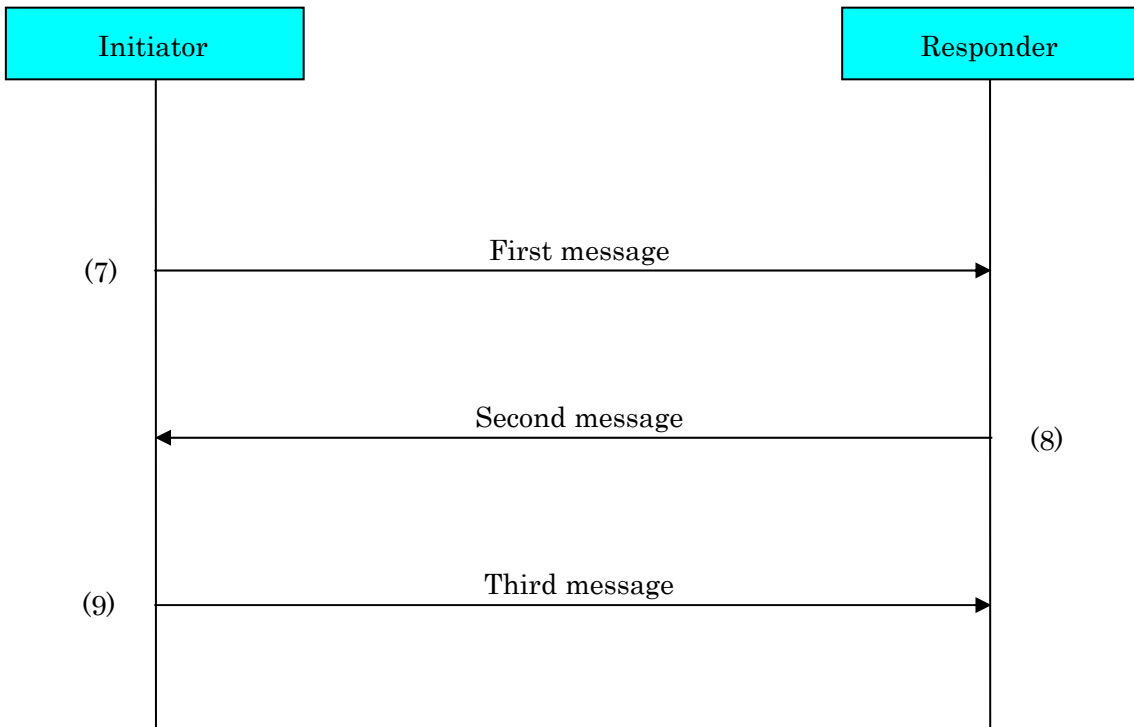 Initiator
Responder
First message
(7)
Second message
(8)
Third message
(9)